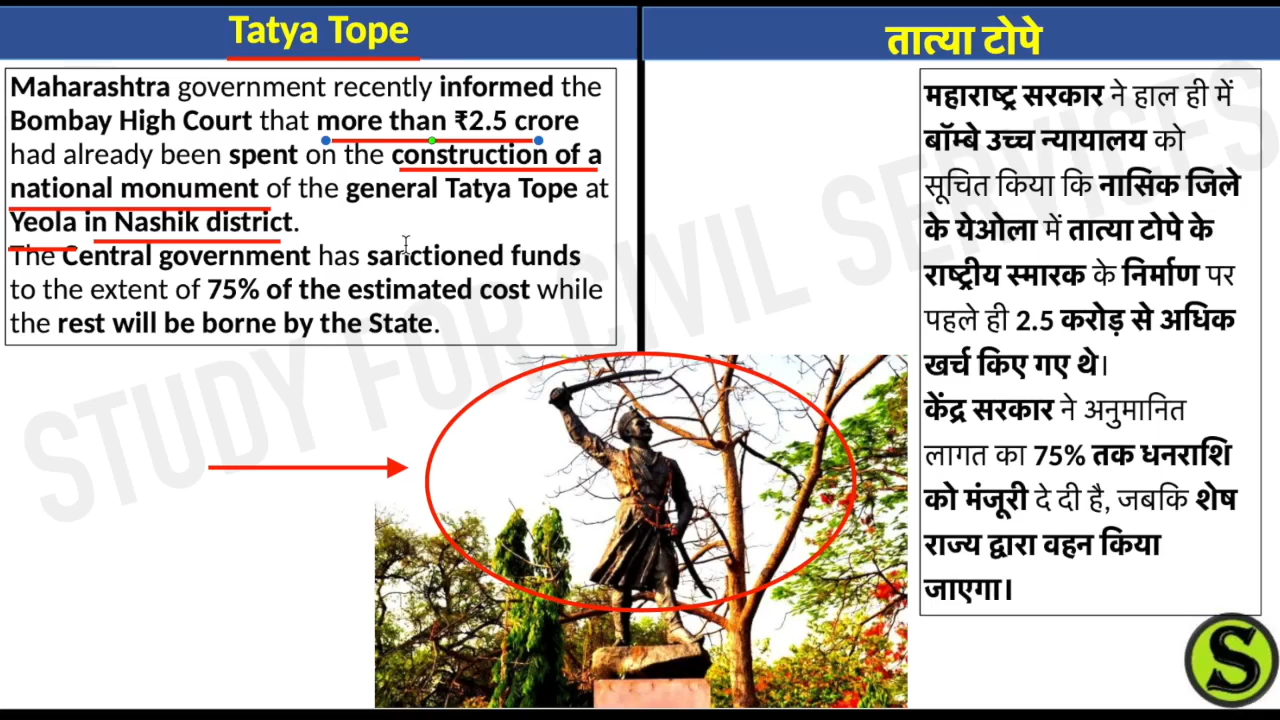 Tatya Tope
Maharashtra government recently informed the
Bombay High Court that more than ₹2.5 crore
had already been spent on the construction of a
national monument of the general Tatya Tope at
Yeola in Nashik district.
The Central government has sanctioned funds
to the extent of 75% of the estimated cost while
the rest will be borne by the State.
तात्या टोपे
महाराष्ट्र सरकार ने हाल ही में
बॉम्बे उच्च न्यायालय को
सूचित किया कि नासिक जिले
के येओला में तात्या टोपे के
राष्ट्रीय स्मारक के निर्माण पर
पहले ही 2.5 करोड़ से अधिक
खर्च किए गए थे।
केंद्र सरकार ने अनुमानित
लागत का 75% तक धनराशि
को मंजूरी दे दी है, जबकि शेष
राज्य द्वारा वहन किया
जाएगा।
STUDY FOR CIVIL SERVICES
S